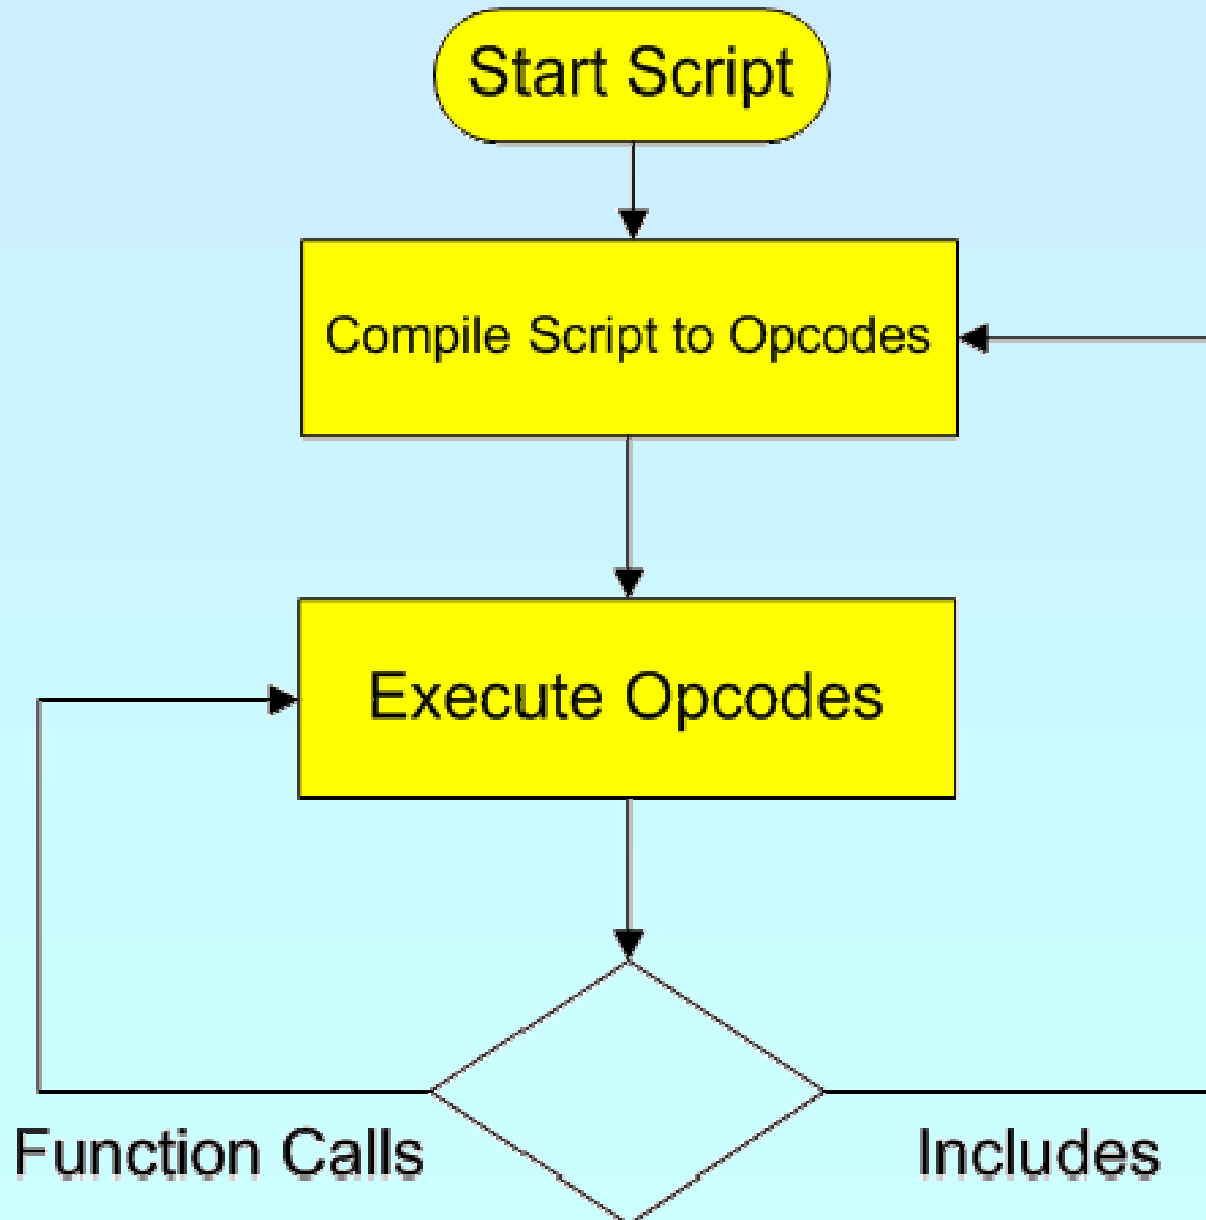 Start Script
Compile Script to Opcodes
Execute Opcodes
Function Calls
Includes